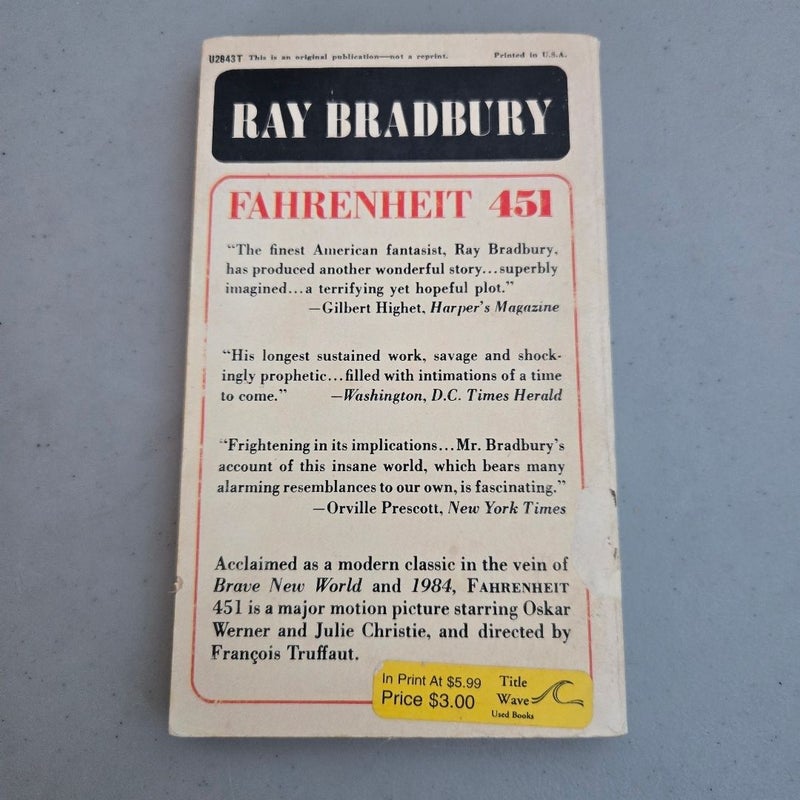 U2843T This is an original publication—not a reprint. Printed in U.S.A.
RAY BRADBURY
FAHRENHEIT 451
“The finest American fantasist, Ray Bradbury,
has produced another wonderful story...superbly
imagined...a terrifying yet hopeful plot.”
—Gilbert Highet, Harper's Magazine
“His longest sustained work, savage and shock-
ingly prophetic...filled with intimations of a time
to come.” —Washington, D.C. Times Herald
“Frightening in its implications...Mr. Bradbury's
account of this insane world, which bears many
alarming resemblances to our own, is fascinating.”
—Orville Prescott, New York Times
Acclaimed as a modern classic in the vein of
Brave New World and 1984, FAHRENHEIT
451 is a major motion picture starring Oskar
Werner and Julie Christie, and directed by
François Truffaut.
In Print At $5.99
Price $3.00
Title
Wave
Used Books